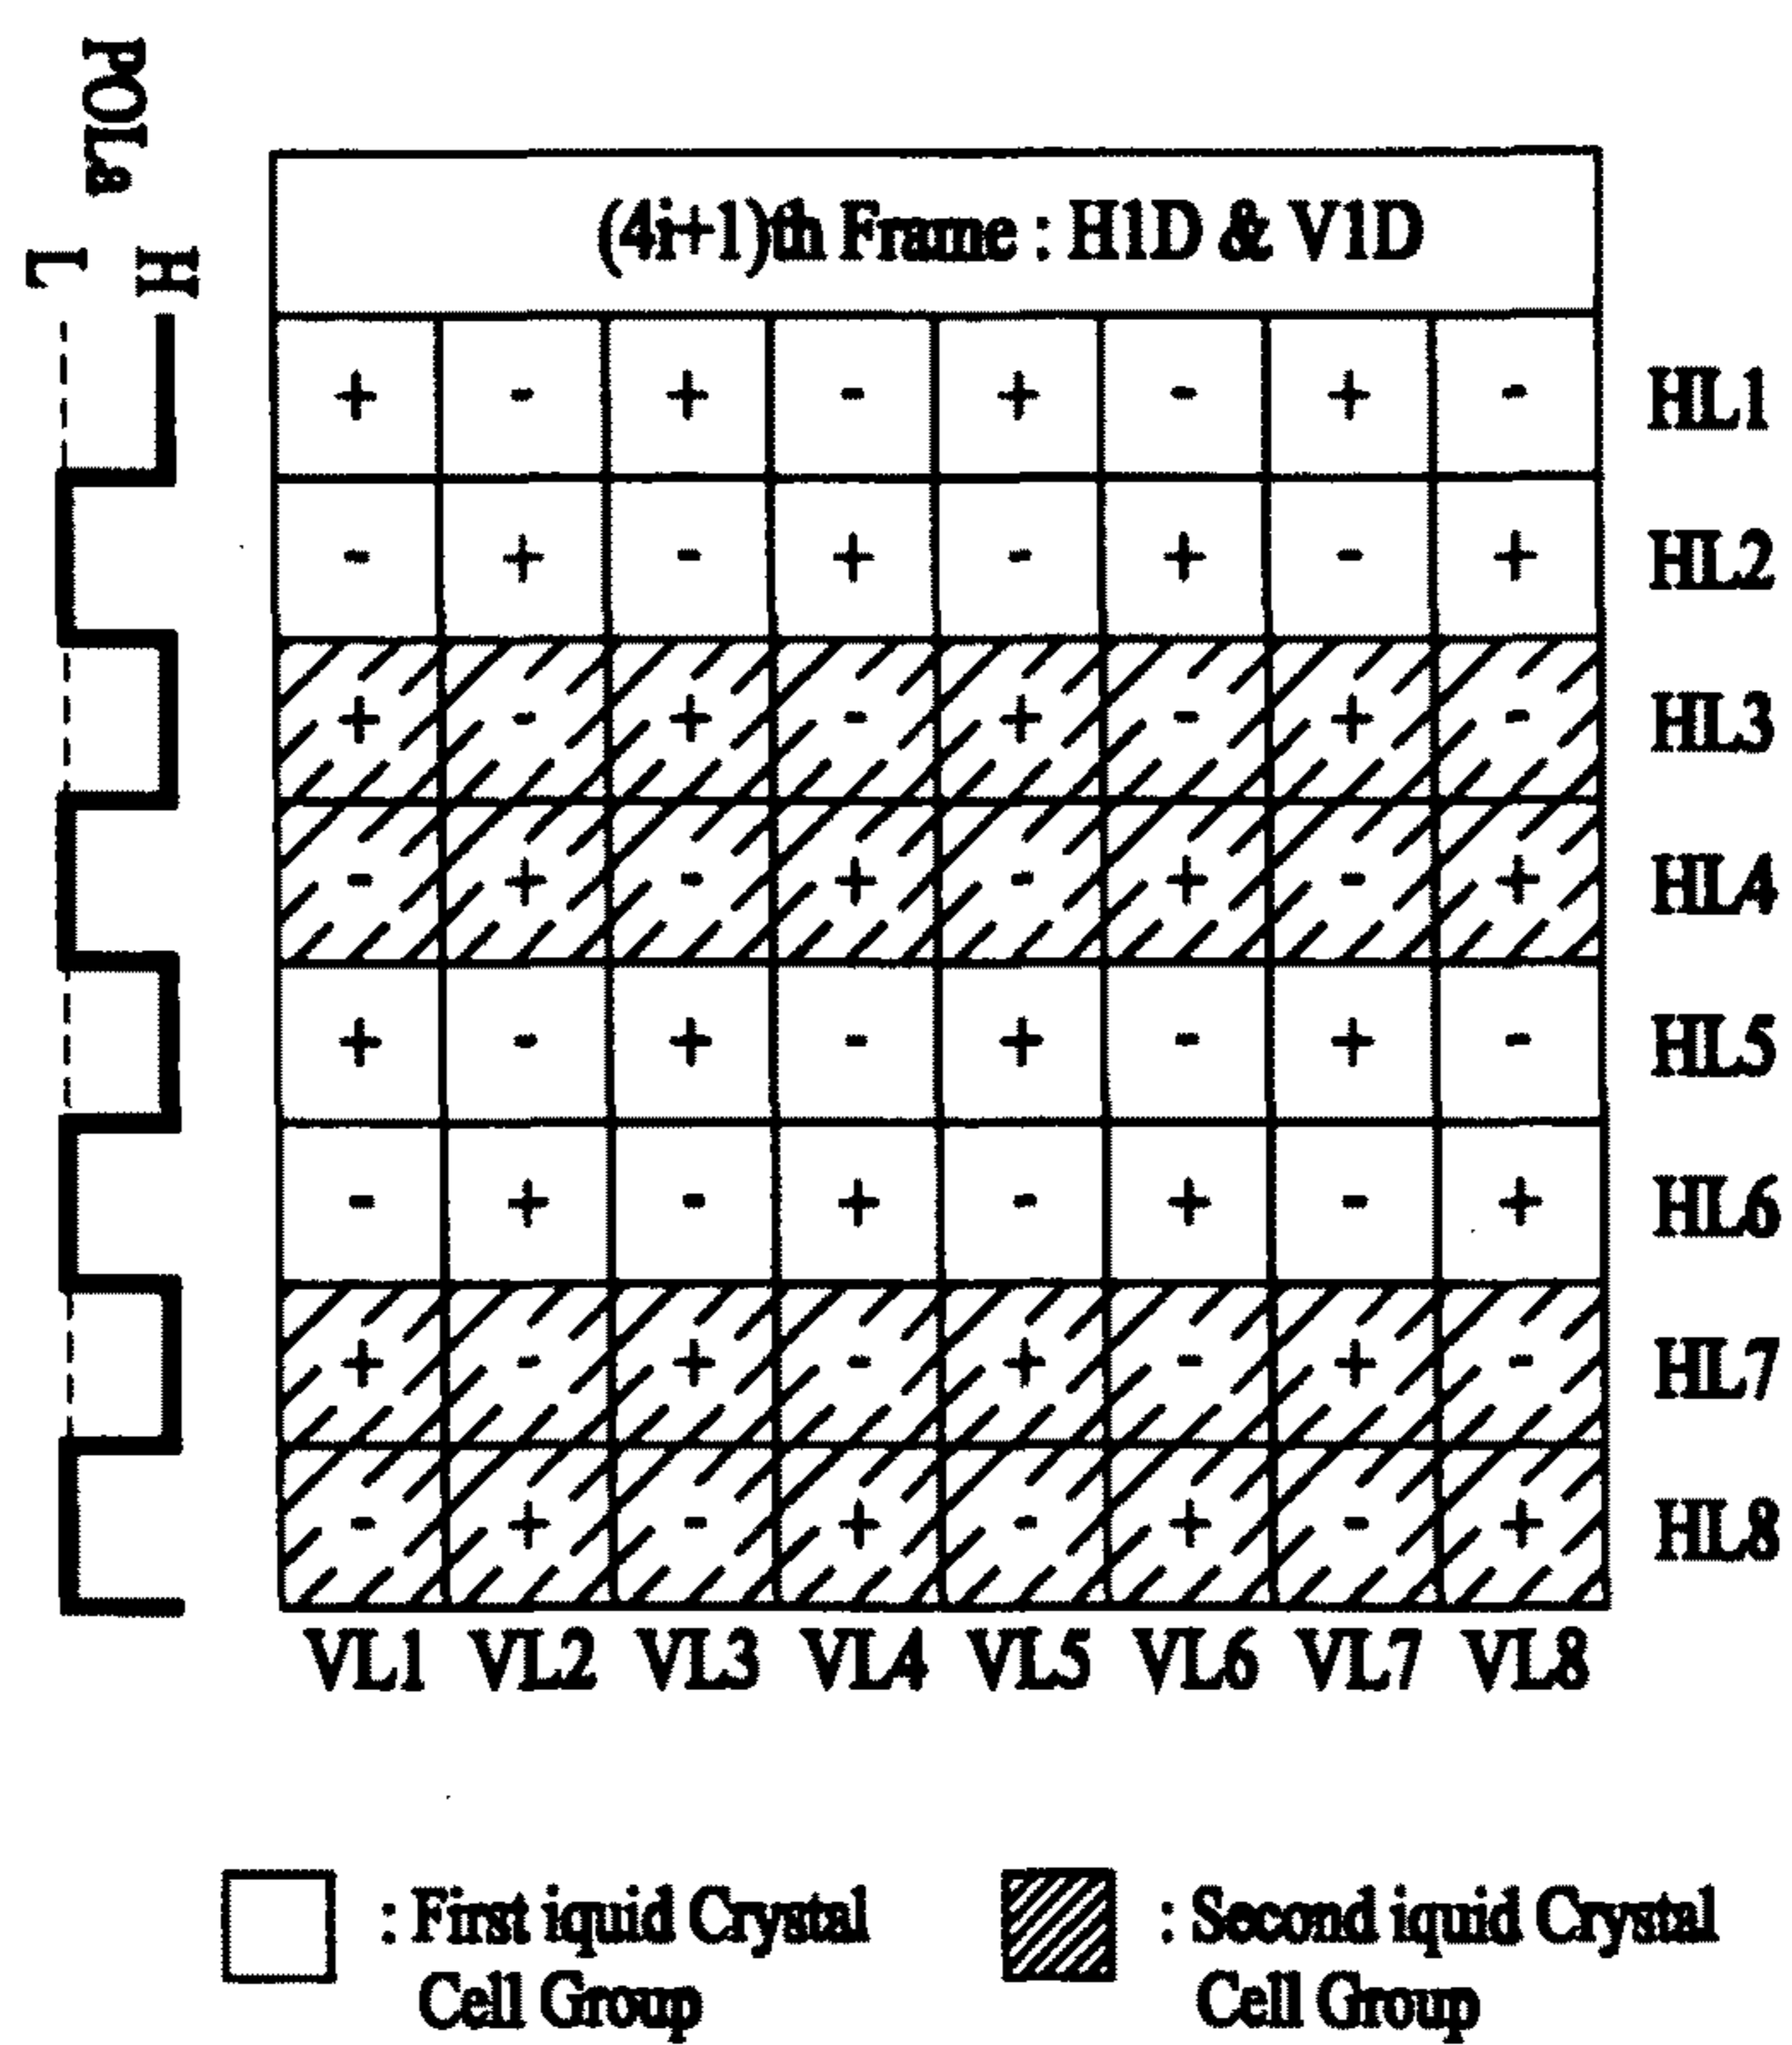 POLa
L H
(4i+1)th Frame : H1D & V1D
+ - + - + - + - HL1
- + - + - + - + HL2
+ - + - + - + - HL3
- + - + - + - + HL4
+ - + - + - + - HL5
- + - + - + - + HL6
+ - + - + - + - HL7
- + - + - + - + HL8
VL1 VL2 VL3 VL4 VL5 VL6 VL7 VL8
: First iquid Crystal
Cell Group
: Second iquid Crystal
Cell Group